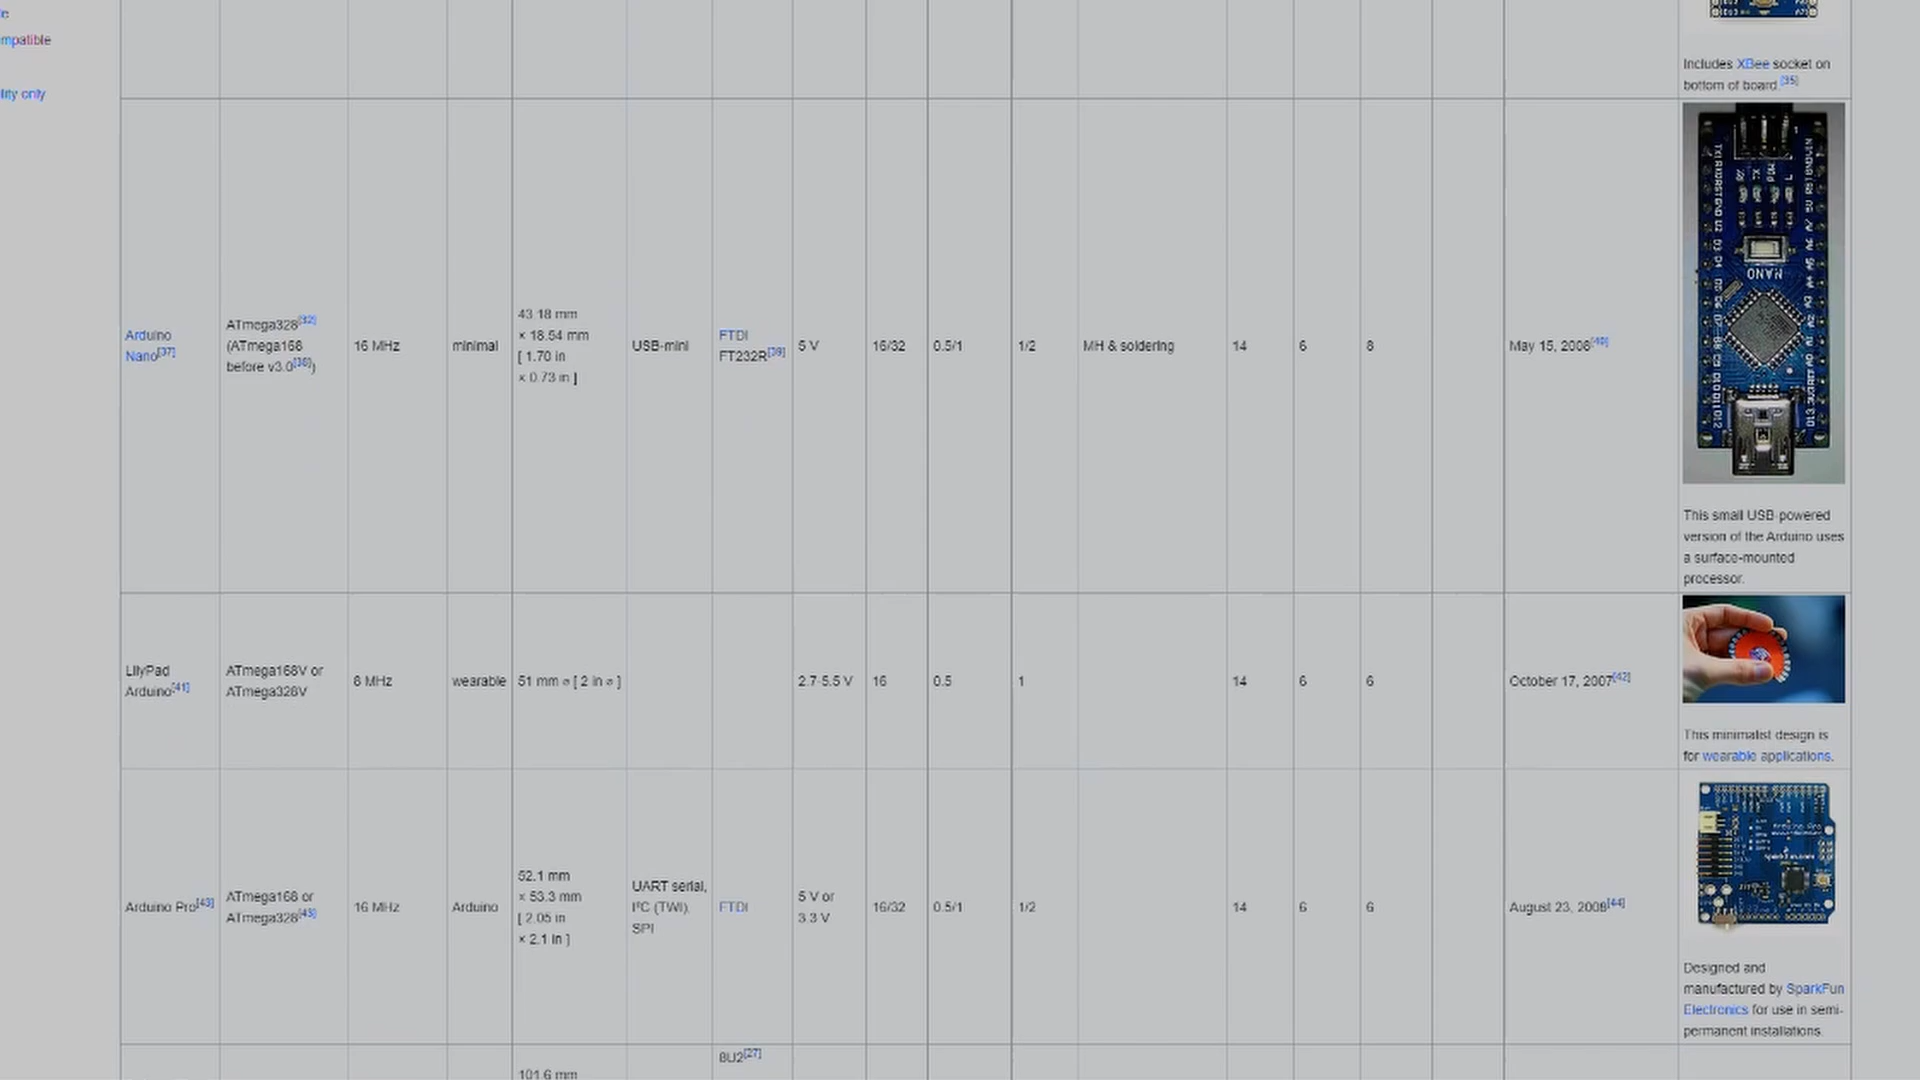 mpatible
lity only
Includes XBee socket on
bottom of board.[35]
Arduino
Nano[37]
ATmega328[32]
(ATmega168
before v3.0[38])
16 MHz
minimal
43.18 mm
× 18.54 mm
[ 1.70 in
× 0.73 in ]
USB-mini
FTDI
FT232R[39]
5 V
16/32
0.5/1
1/2
MH & soldering
14
6
8
May 15, 2008[40]
NANO
This small USB-powered
version of the Arduino uses
a surface-mounted
processor.
LilyPad
Arduino[41]
ATmega168V or
ATmega328V
8 MHz
wearable
51 mm ⌀ [ 2 in ⌀ ]
2.7-5.5 V
16
0.5
1
14
6
6
October 17, 2007[42]
This minimalist design is
for wearable applications.
Arduino Pro[43]
ATmega168 or
ATmega328[43]
16 MHz
Arduino
52.1 mm
× 53.3 mm
[ 2.05 in
× 2.1 in ]
UART serial,
I²C (TWI),
SPI
FTDI
5 V or
3.3 V
16/32
0.5/1
1/2
14
6
6
August 23, 2008[44]
Arduino Pro
Designed and
manufactured by SparkFun
Electronics for use in semi-
permanent installations.
8U2[27]
101.6 mm